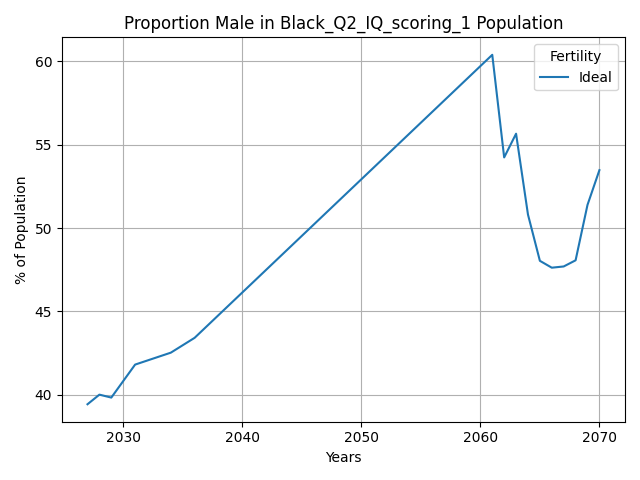 Proportion Male in Black_Q2_IQ_scoring_1 Population
Fertility
Ideal
% of Population
60
55
50
45
40
2030 2040 2050 2060 2070
Years